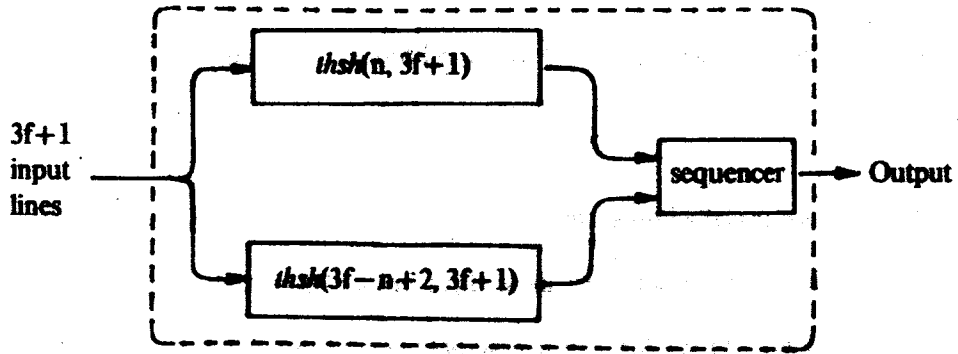 3f+1
input
lines
thsh(n, 3f+1)
thsh(3f−n+2, 3f+1)
sequencer
Output